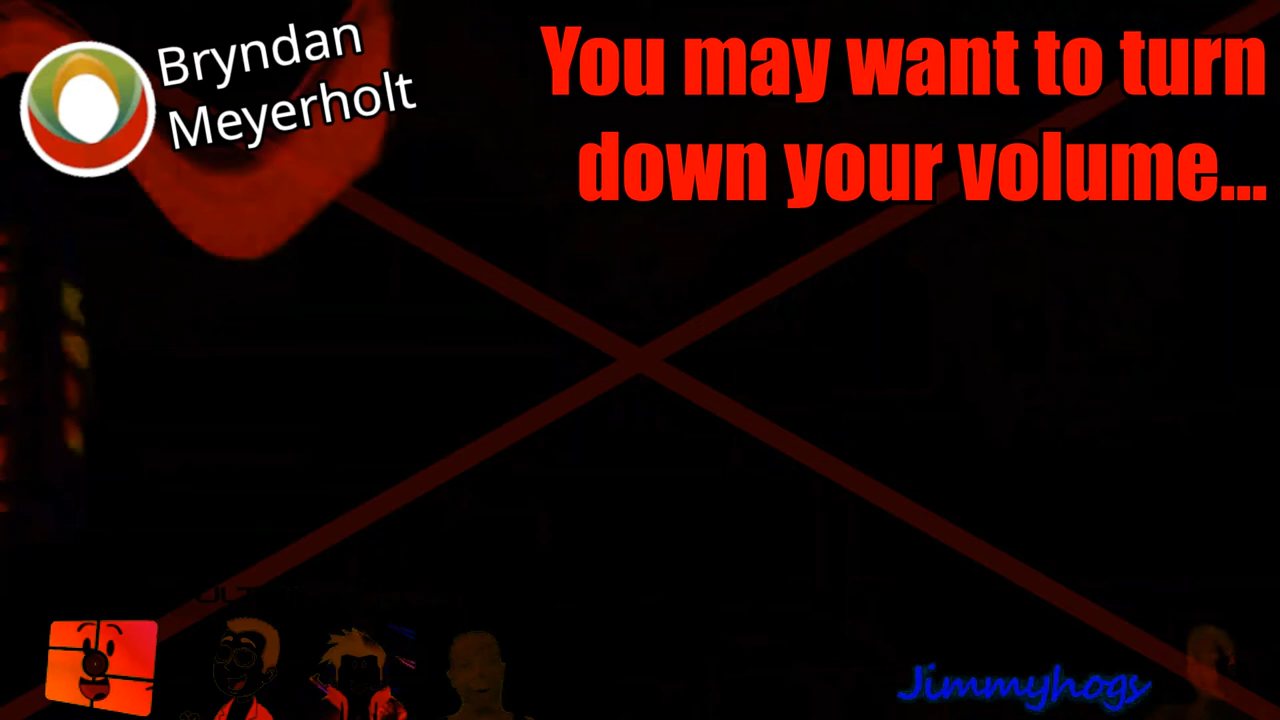 Bryndan
Meyerholt
You may want to turn
down your volume...
Jimmyhogs